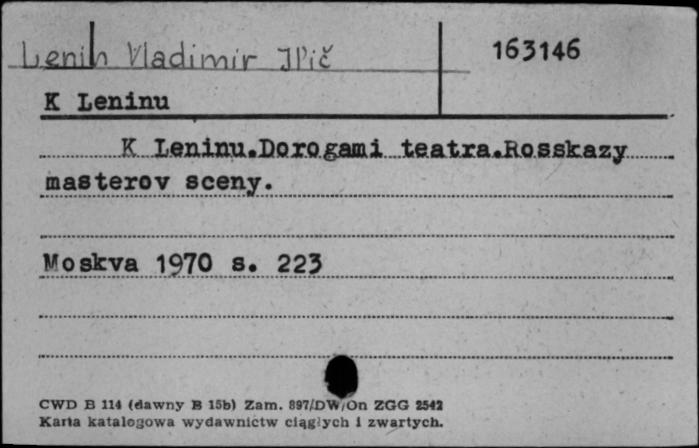 Lenin Vladimir Il'ič
163146
K Leninu
K Leninu.Dorogami teatra.Rosskazy
masterov sceny.
Moskva 1970 s. 223
CWD B 114 (dawny B 15b) Zam. 897/DW/On ZGG 2542
Karta katalogowa wydawnictw ciągłych i zwartych.